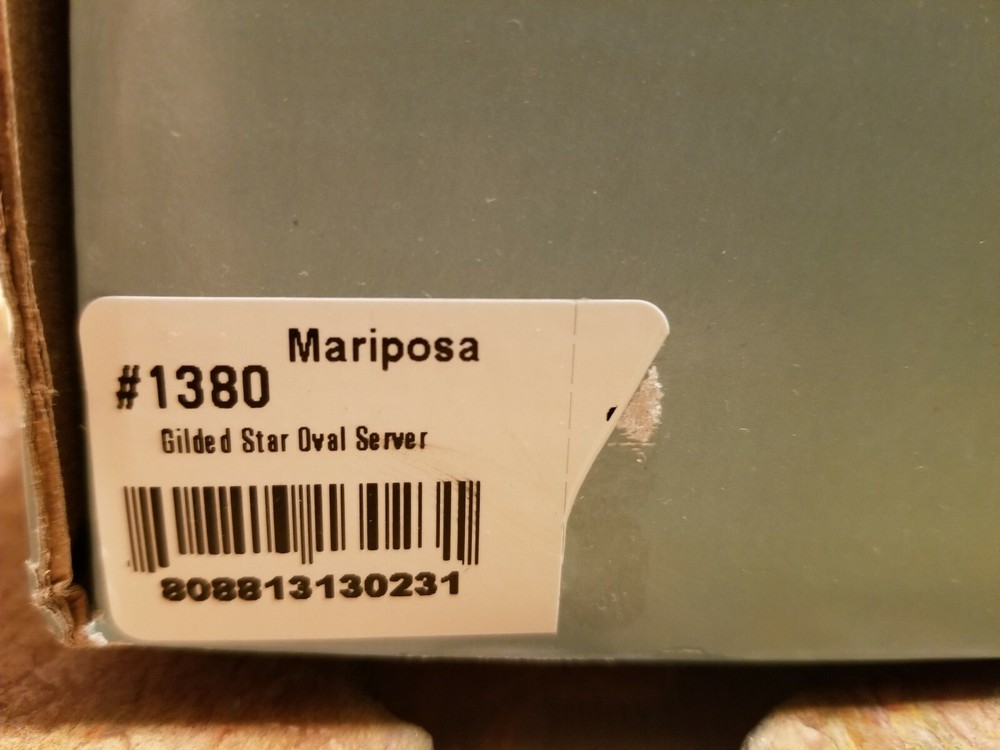 Mariposa
#1380
Gilded Star Oval Server
808813130231